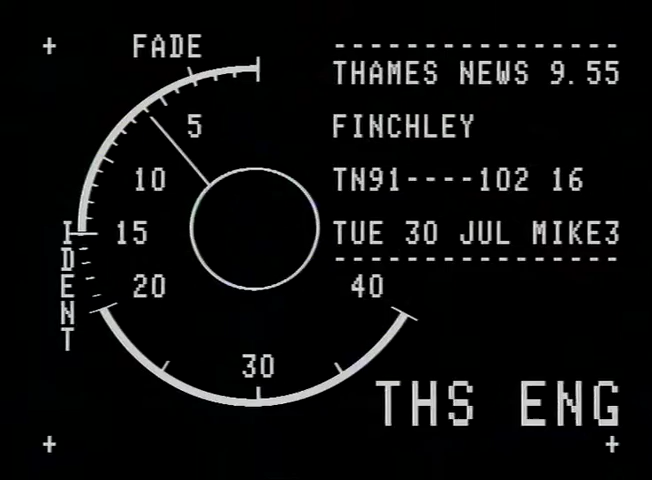 FADE
----------------
THAMES NEWS 9.55
FINCHLEY
TN91----102 16
TUE 30 JUL MIKE3
----------------
5
10
15
20
30
40
IDENT
THS ENG